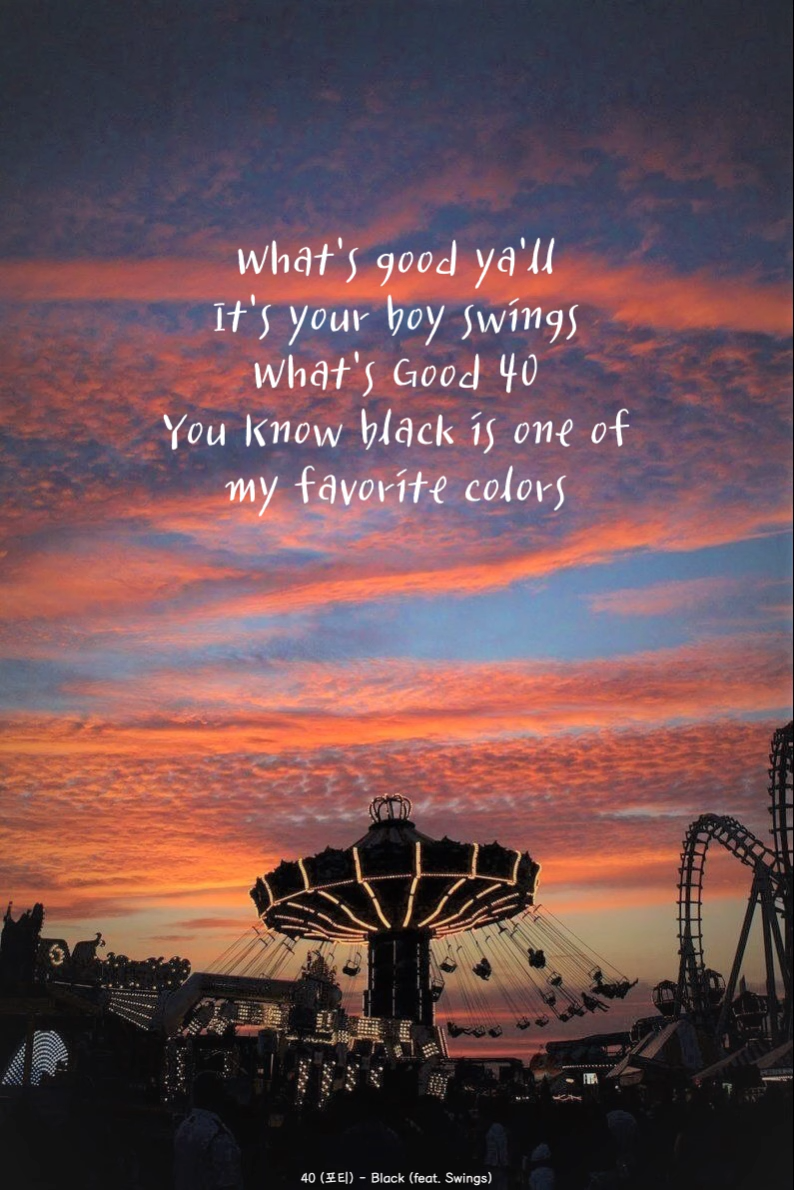 What's good ya'll
It's your boy swings
What's Good 40
You know black is one of
my favorite colors
40 (포티) - Black (feat. Swings)